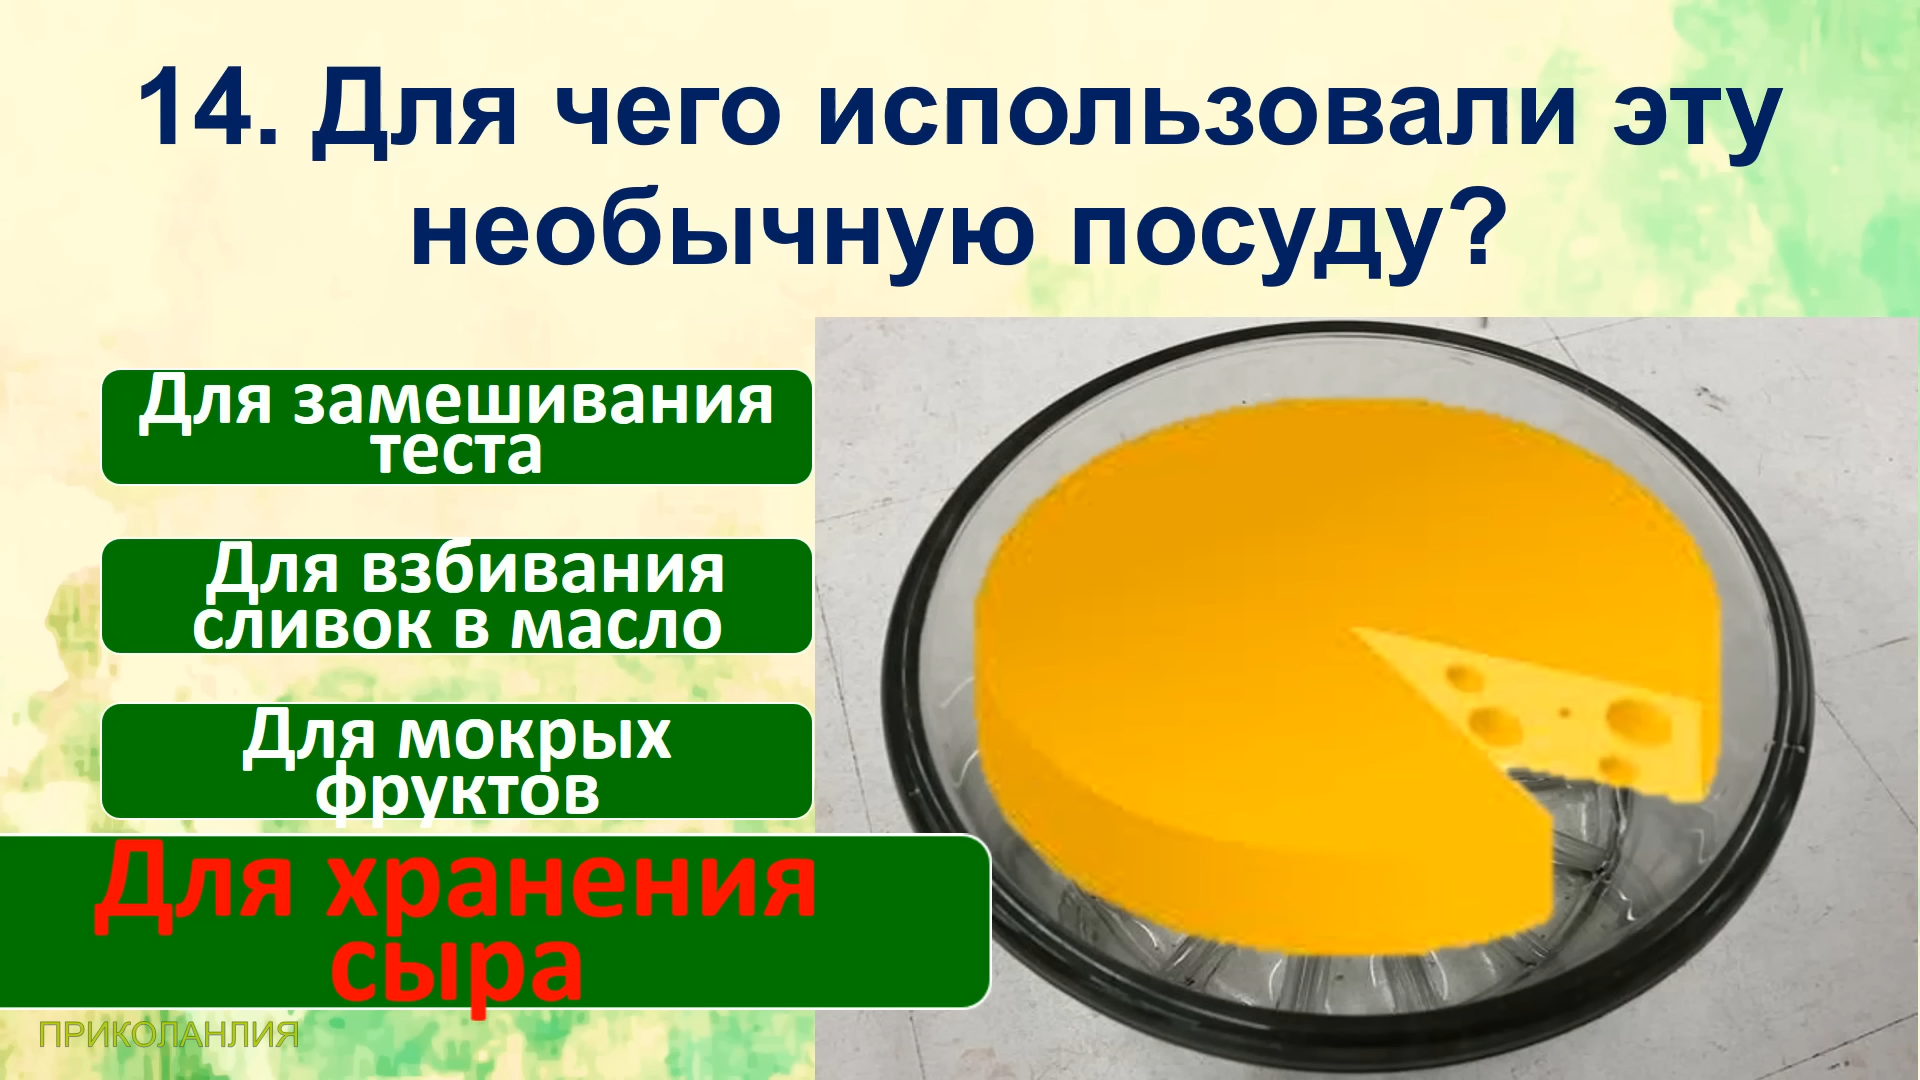 14. Для чего использовали эту
необычную посуду?
Для замешивания
теста
Для взбивания
сливок в масло
Для мокрых
фруктов
Для хранения
сыра
ПРИКОЛАНЛИЯ